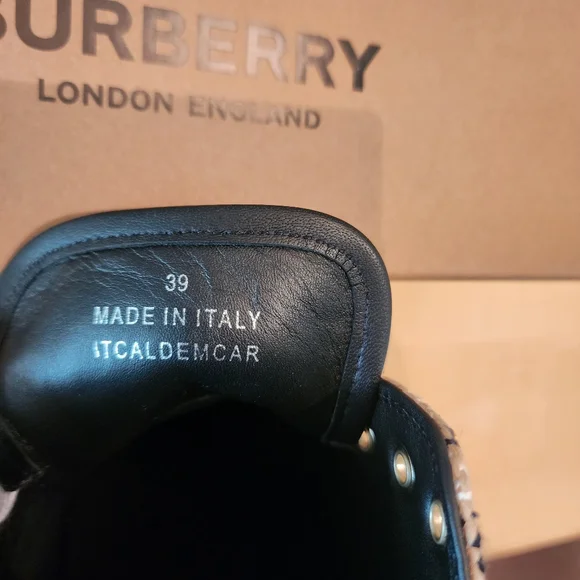 BURBERRY
LONDON ENGLAND
39
MADE IN ITALY
ITCALDEMCAR